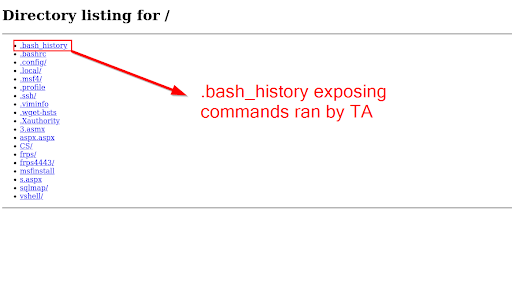 Directory listing for /
.bash_history
.bashrc
.config/
.local/
.msf4/
.profile
.ssh/
.viminfo
.wget-hsts
.Xauthority
3.asmx
aspx.aspx
CS/
frps/
frps4443/
msfinstall
s.aspx
sqlmap/
vshell/
.bash_history exposing
commands ran by TA